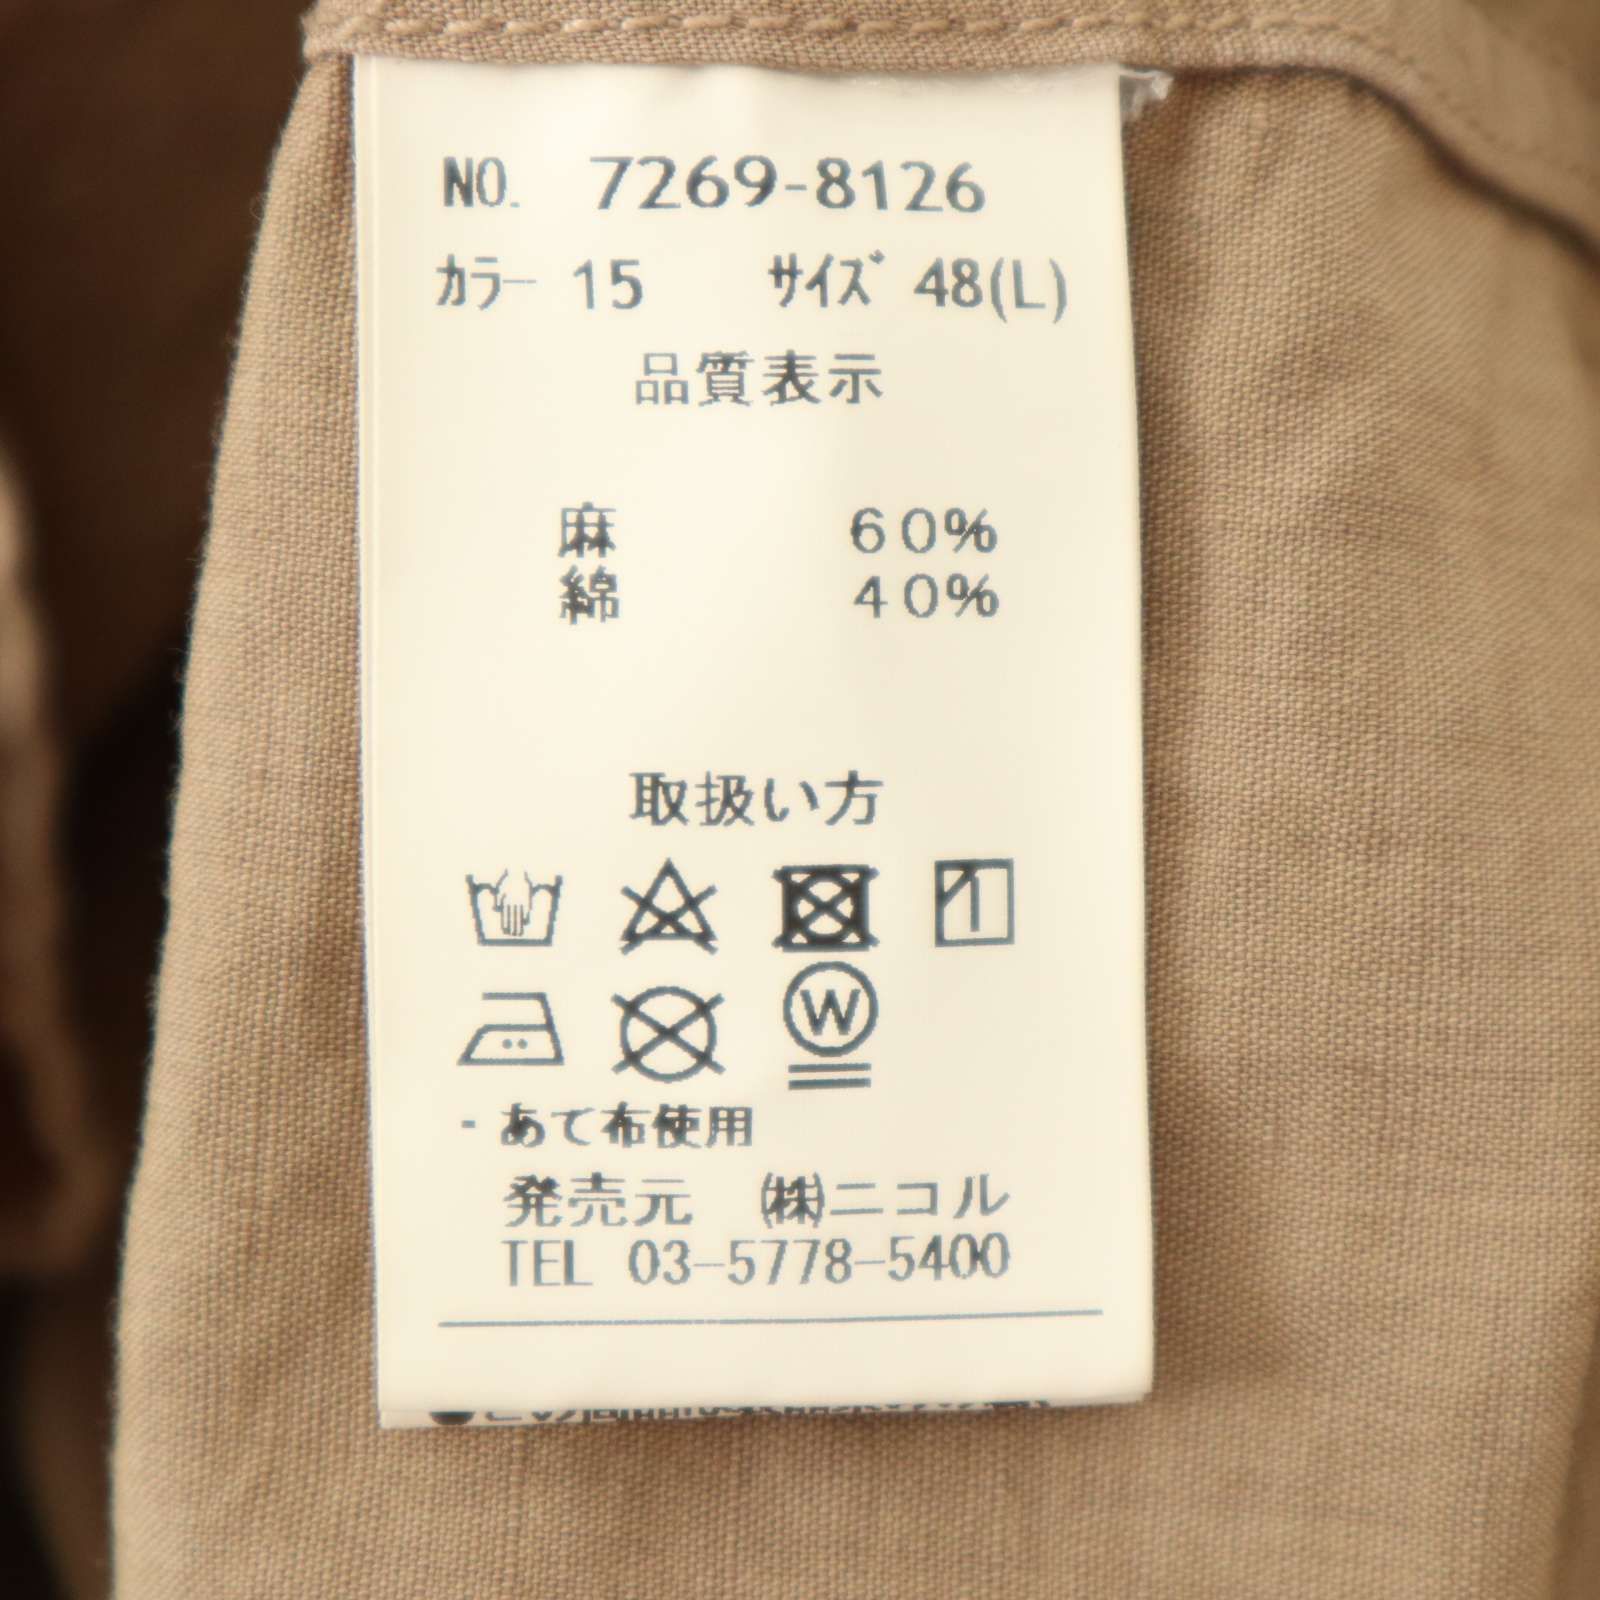 NO. 7269-8126
カラー 15 サイズ 48(L)
品質表示
麻 60%
綿 40%
取扱い方
W
・あて布使用
発売元 ㈱ニコル
TEL 03-5778-5400